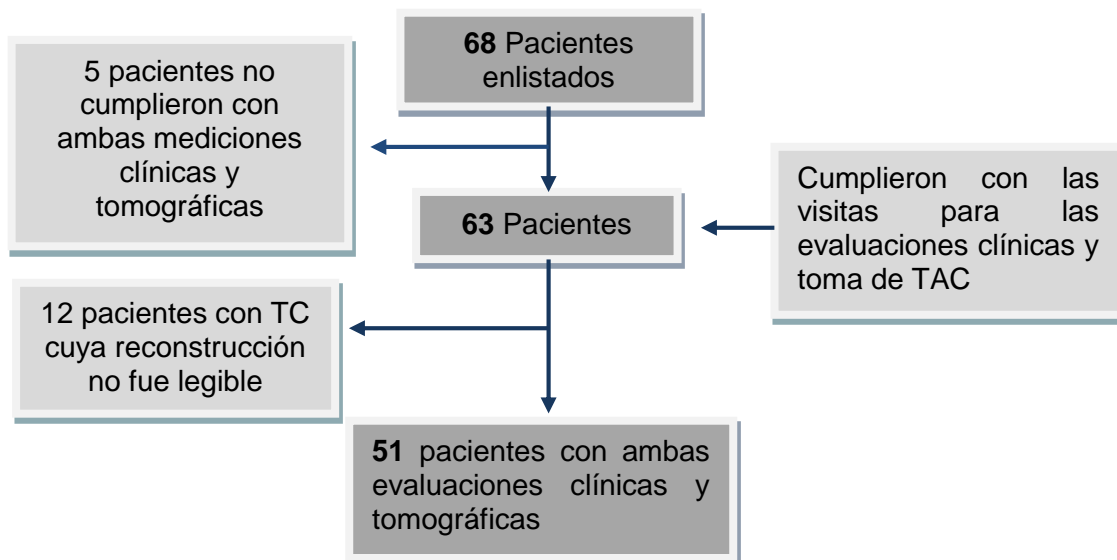 68 Pacientes
enlistados
5 pacientes no
cumplieron con
ambas mediciones
clínicas y
tomográficas
63 Pacientes
Cumplieron con las
visitas para las
evaluaciones clínicas y
toma de TAC
12 pacientes con TC
cuya reconstrucción
no fue legible
51 pacientes con ambas
evaluaciones clínicas y
tomográficas